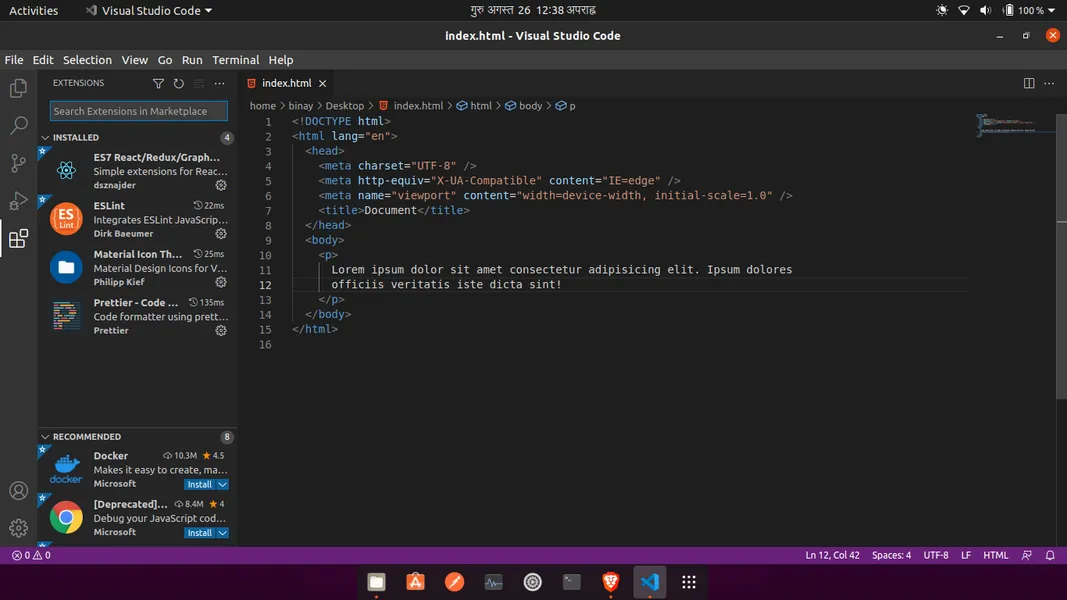 Activities
Visual Studio Code
गुरु अगस्त 26 12:38 अपराह्न
100 %
index.html - Visual Studio Code
File Edit Selection View Go Run Terminal Help
EXTENSIONS
Search Extensions in Marketplace
INSTALLED 4
ES7 React/Redux/Graph...
Simple extensions for Reac...
dsznajder
ESLint 22ms
Integrates ESLint JavaScrip...
Dirk Baeumer
ES
Lint
Material Icon Th... 25ms
Material Design Icons for V...
Philipp Kief
Prettier - Code ... 135ms
Code formatter using prett...
Prettier
RECOMMENDED 8
Docker 10.3M 4.5
Makes it easy to create, ma...
Microsoft Install
docker
[Deprecated]... 8.4M 4
Debug your JavaScript cod...
Microsoft Install
index.html
home > binay > Desktop > index.html > html > body > p
1 <!DOCTYPE html>
2 <html lang="en">
3 <head>
4 <meta charset="UTF-8" />
5 <meta http-equiv="X-UA-Compatible" content="IE=edge" />
6 <meta name="viewport" content="width=device-width, initial-scale=1.0" />
7 <title>Document</title>
8 </head>
9 <body>
10 <p>
11 Lorem ipsum dolor sit amet consectetur adipisicing elit. Ipsum dolores
12 officiis veritatis iste dicta sint!
13 </p>
14 </body>
15 </html>
16
0 0
Ln 12, Col 42 Spaces: 4 UTF-8 LF HTML